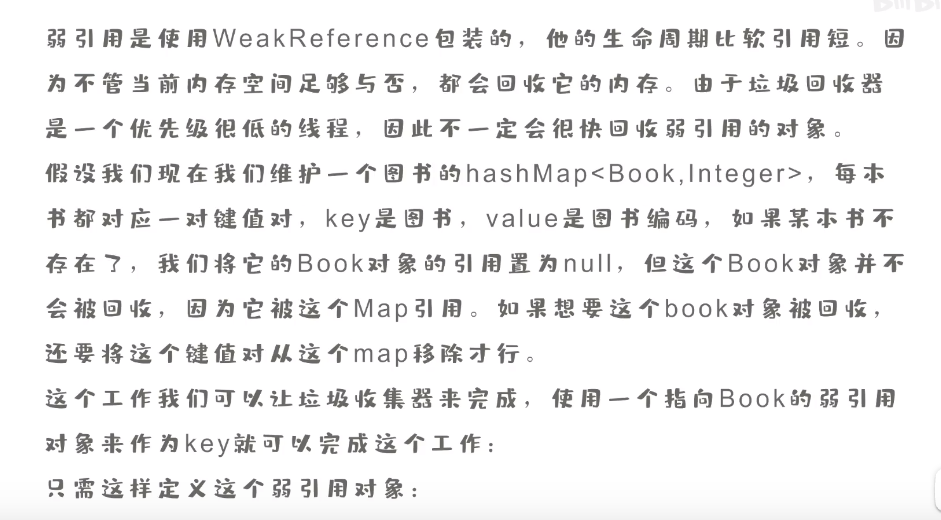 弱引用是使用WeakReference包装的，他的生命周期比软引用短。因
为不管当前内存空间足够与否，都会回收它的内存。由于垃圾回收器
是一个优先级很低的线程，因此不一定会很快回收弱引用的对象。
假设我们现在我们维护一个图书的hashMap<Book,Integer>，每本
书都对应一对键值对，key是图书，value是图书编码，如果某本书不
存在了，我们将它的Book对象的引用置为null，但这个Book对象并不
会被回收，因为它被这个Map引用。如果想要这个book对象被回收，
还要将这个键值对从这个map移除才行。
这个工作我们可以让垃圾收集器来完成，使用一个指向Book的弱引用
对象来作为key就可以完成这个工作：
只需这样定义这个弱引用对象：